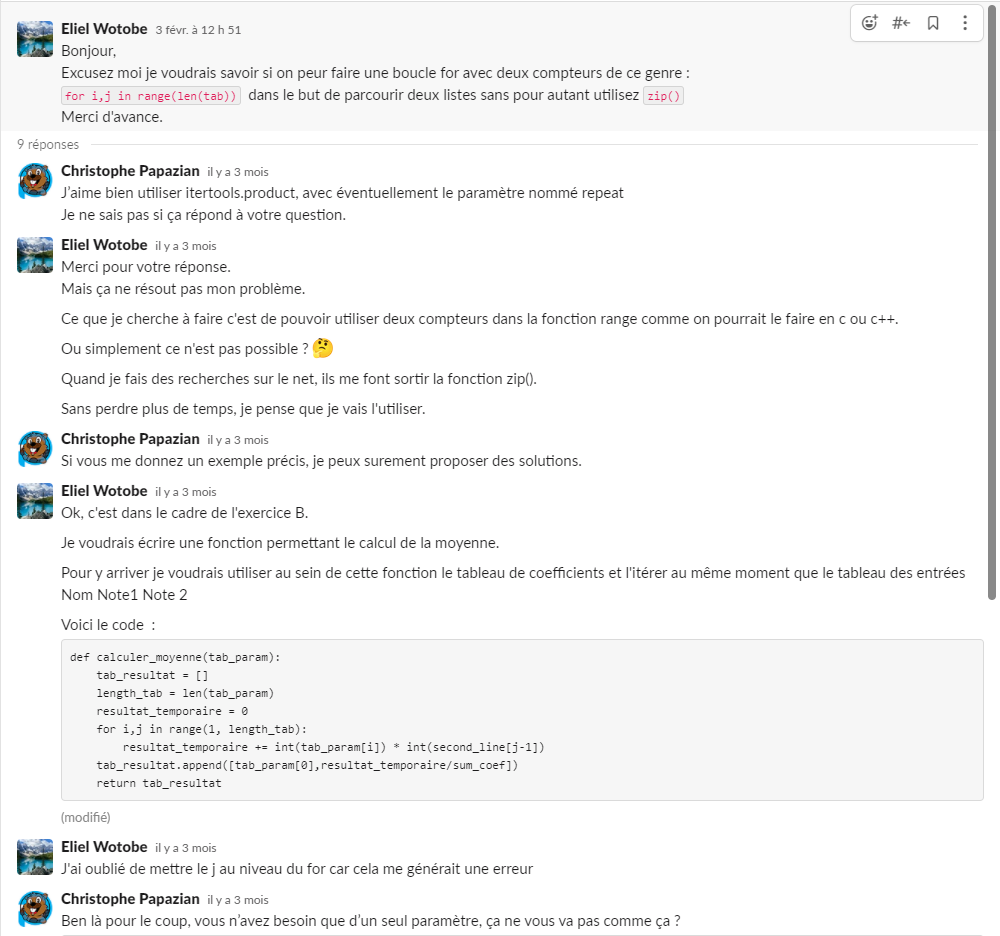 Eliel Wotobe 3 févr. à 12 h 51
Bonjour,
Excusez moi je voudrais savoir si on peur faire une boucle for avec deux compteurs de ce genre :
for i,j in range(len(tab)) dans le but de parcourir deux listes sans pour autant utilisez zip()
Merci d'avance.
9 réponses
Christophe Papazian il y a 3 mois
J'aime bien utiliser itertools.product, avec éventuellement le paramètre nommé repeat
Je ne sais pas si ça répond à votre question.
Eliel Wotobe il y a 3 mois
Merci pour votre réponse.
Mais ça ne résout pas mon problème.
Ce que je cherche à faire c'est de pouvoir utiliser deux compteurs dans la fonction range comme on pourrait le faire en c ou c++.
Ou simplement ce n'est pas possible ? 🤔
Quand je fais des recherches sur le net, ils me font sortir la fonction zip().
Sans perdre plus de temps, je pense que je vais l'utiliser.
Christophe Papazian il y a 3 mois
Si vous me donnez un exemple précis, je peux surement proposer des solutions.
Eliel Wotobe il y a 3 mois
Ok, c'est dans le cadre de l'exercice B.
Je voudrais écrire une fonction permettant le calcul de la moyenne.
Pour y arriver je voudrais utiliser au sein de cette fonction le tableau de coefficients et l'itérer au même moment que le tableau des entrées
Nom Note1 Note 2
Voici le code :
def calculer_moyenne(tab_param):
    tab_resultat = []
    length_tab = len(tab_param)
    resultat_temporaire = 0
    for i,j in range(1, length_tab):
        resultat_temporaire += int(tab_param[i]) * int(second_line[j-1])
    tab_resultat.append([tab_param[0],resultat_temporaire/sum_coef])
    return tab_resultat
(modifié)
Eliel Wotobe il y a 3 mois
J'ai oublié de mettre le j au niveau du for car cela me générait une erreur
Christophe Papazian il y a 3 mois
Ben là pour le coup, vous n'avez besoin que d'un seul paramètre, ça ne vous va pas comme ça ?